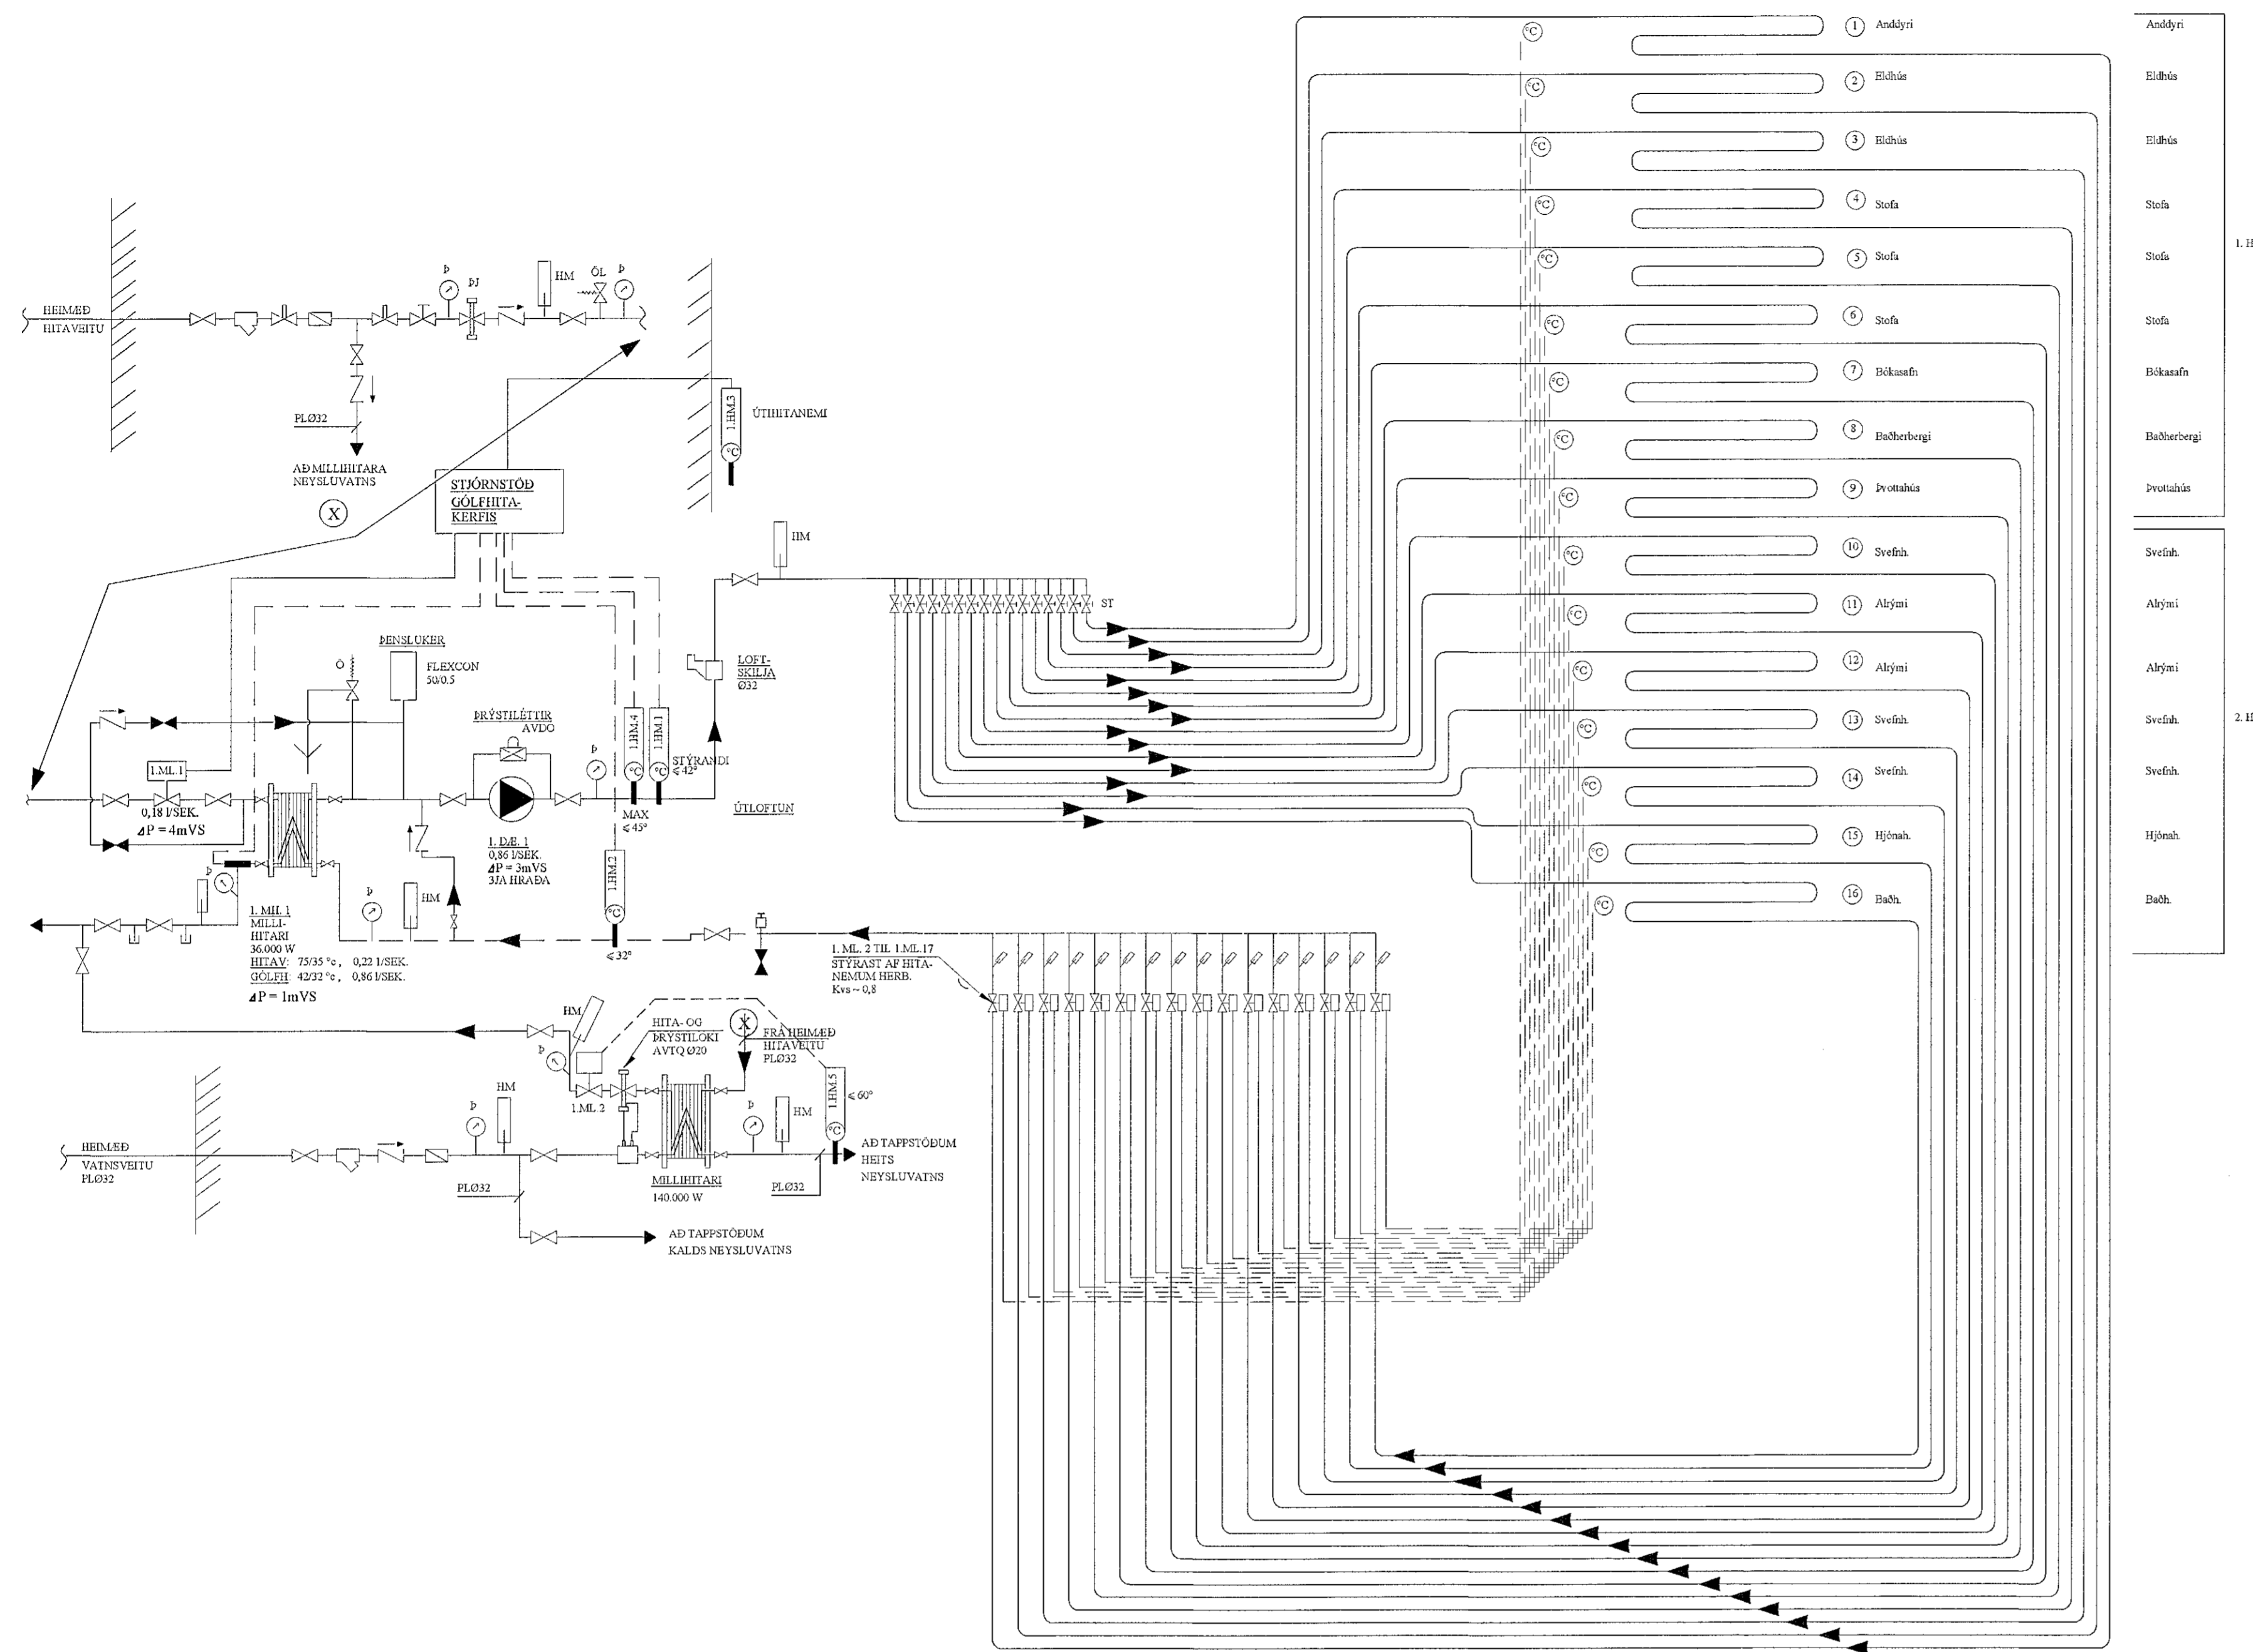 HEIMÆÐ
HITAVEITU
Þ
ÞJ
HM
ÖL
Þ
PLØ32
AÐ MILLIHITARA
NEYSLUVATNS
X
STJÓRNSTÖÐ
GÓLFHITA-
KERFIS
1.HM.3
°C
ÚTIHITANEMI
HM
ST
ÞENSLUKER
FLEXCON
50/0.5
Ö
ÞRÝSTILÉTTIR
AVDO
Þ
1.HM.4
°C
1.HM.1
°C
STÝRANDI
≤ 42°
MAX
≤ 45°
LOFT-
SKILJA
Ø32
ÚTLOFTUN
1.ML.1
0,18 l/SEK.
ΔP = 4mVS
1. DÆ. 1
0,86 l/SEK.
ΔP = 3mVS
3JA HRAÐA
1.HM.2
°C
≤ 32°
Þ
Þ
HM
1. MH. 1
MILLI-
HITARI
36.000 W
HITAV: 75/35 °c, 0,22 l/SEK.
GÓLFH: 42/32 °c, 0,86 l/SEK.
ΔP = 1mVS
1. ML. 2 TIL 1.ML.17
STÝRAST AF HITA-
NEMUM HERB.
Kvs ~ 0,8
HM
Þ
HITA- OG
ÞRÝSTILOKI
AVTQ Ø20
X
FRÁ HEIMÆÐ
HITAVEITU
PLØ32
1.ML.2
1.HM.5
°C
≤ 60°
HEIMÆÐ
VATNSVEITU
PLØ32
Þ
HM
Þ
HM
MILLIHITARI
140.000 W
PLØ32
PLØ32
AÐ TAPPSTÖÐUM
HEITS
NEYSLUVATNS
AÐ TAPPSTÖÐUM
KALDS NEYSLUVATNS
°C 1 Anddyri Anddyri
°C 2 Eldhús Eldhús
°C 3 Eldhús Eldhús
°C 4 Stofa Stofa
°C 5 Stofa Stofa
1. H
°C 6 Stofa Stofa
°C 7 Bókasafn Bókasafn
°C 8 Baðherbergi Baðherbergi
°C 9 Þvottahús Þvottahús
°C 10 Svefnh. Svefnh.
°C 11 Alrými Alrými
°C 12 Alrými Alrými
°C 13 Svefnh. Svefnh.
2. H
°C 14 Svefnh. Svefnh.
°C 15 Hjónah. Hjónah.
°C 16 Baðh. Baðh.